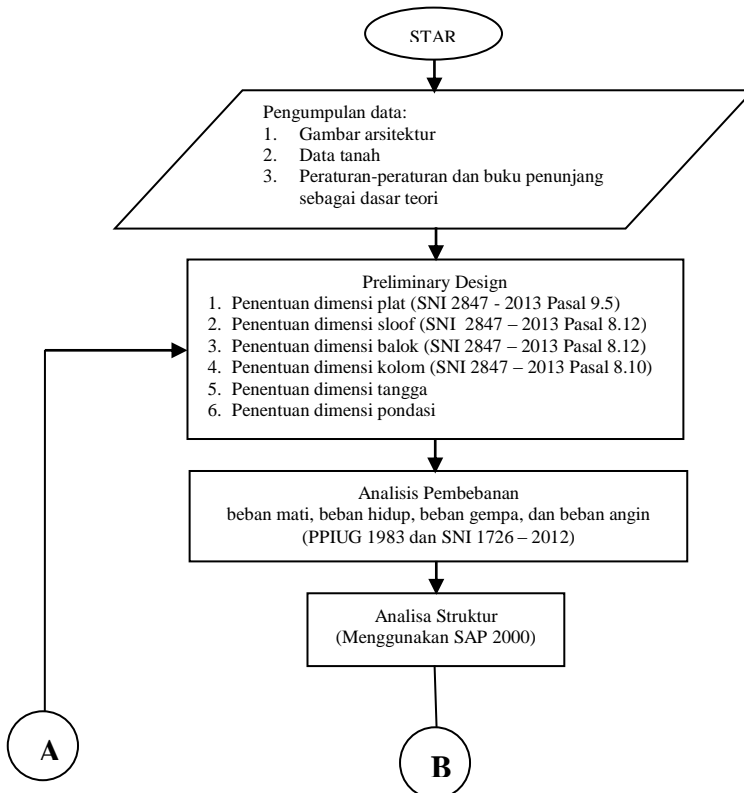 STAR
Pengumpulan data:
1. Gambar arsitektur
2. Data tanah
3. Peraturan-peraturan dan buku penunjang
sebagai dasar teori
Preliminary Design
1. Penentuan dimensi plat (SNI 2847 - 2013 Pasal 9.5)
2. Penentuan dimensi sloof (SNI 2847 – 2013 Pasal 8.12)
3. Penentuan dimensi balok (SNI 2847 – 2013 Pasal 8.12)
4. Penentuan dimensi kolom (SNI 2847 – 2013 Pasal 8.10)
5. Penentuan dimensi tangga
6. Penentuan dimensi pondasi
Analisis Pembebanan
beban mati, beban hidup, beban gempa, dan beban angin
(PPIUG 1983 dan SNI 1726 – 2012)
Analisa Struktur
(Menggunakan SAP 2000)
A
B